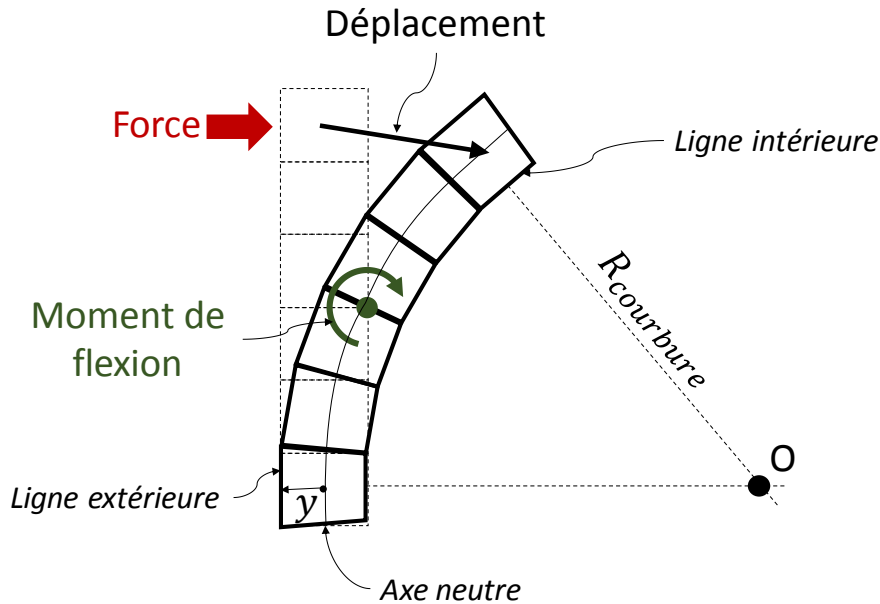 Déplacement
Force
Ligne intérieure
R_courbure
Moment de
flexion
O
Ligne extérieure
y
Axe neutre